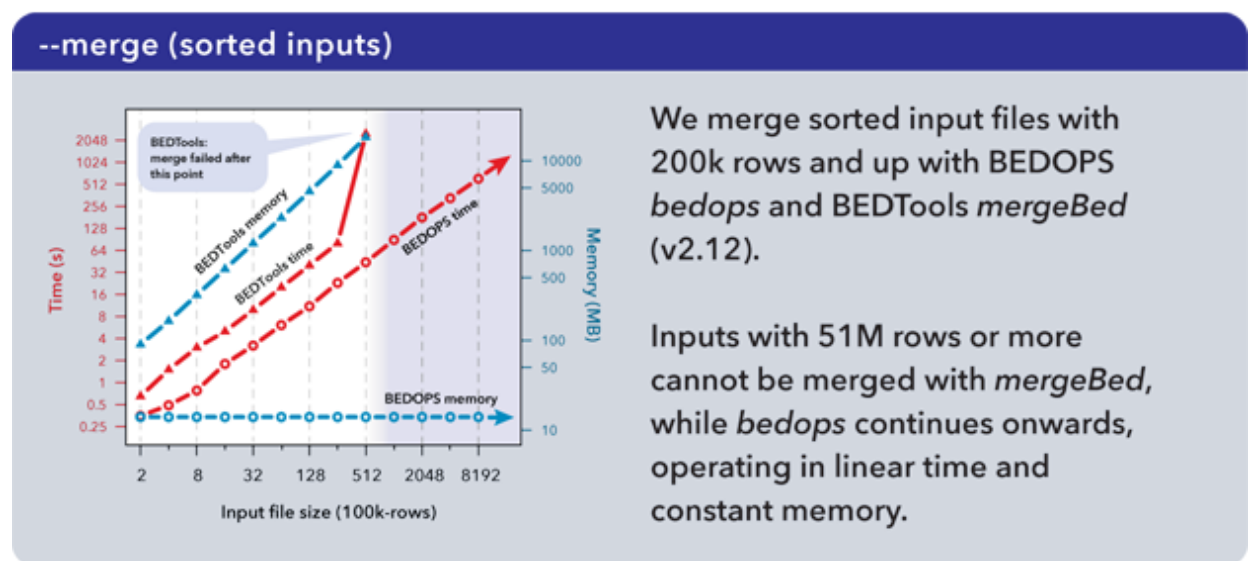 --merge (sorted inputs)
BEDTools:
merge failed after
this point
2048
1024
512
256
128
64
32
16
8
4
2
1
0.5
0.25
Time (s)
BEDTools memory
BEDTools time
BEDOPS time
BEDOPS memory
10000
5000
1000
500
100
50
10
Memory (MB)
2 8 32 128 512 2048 8192
Input file size (100k-rows)
We merge sorted input files with
200k rows and up with BEDOPS
bedops and BEDTools mergeBed
(v2.12).
Inputs with 51M rows or more
cannot be merged with mergeBed,
while bedops continues onwards,
operating in linear time and
constant memory.